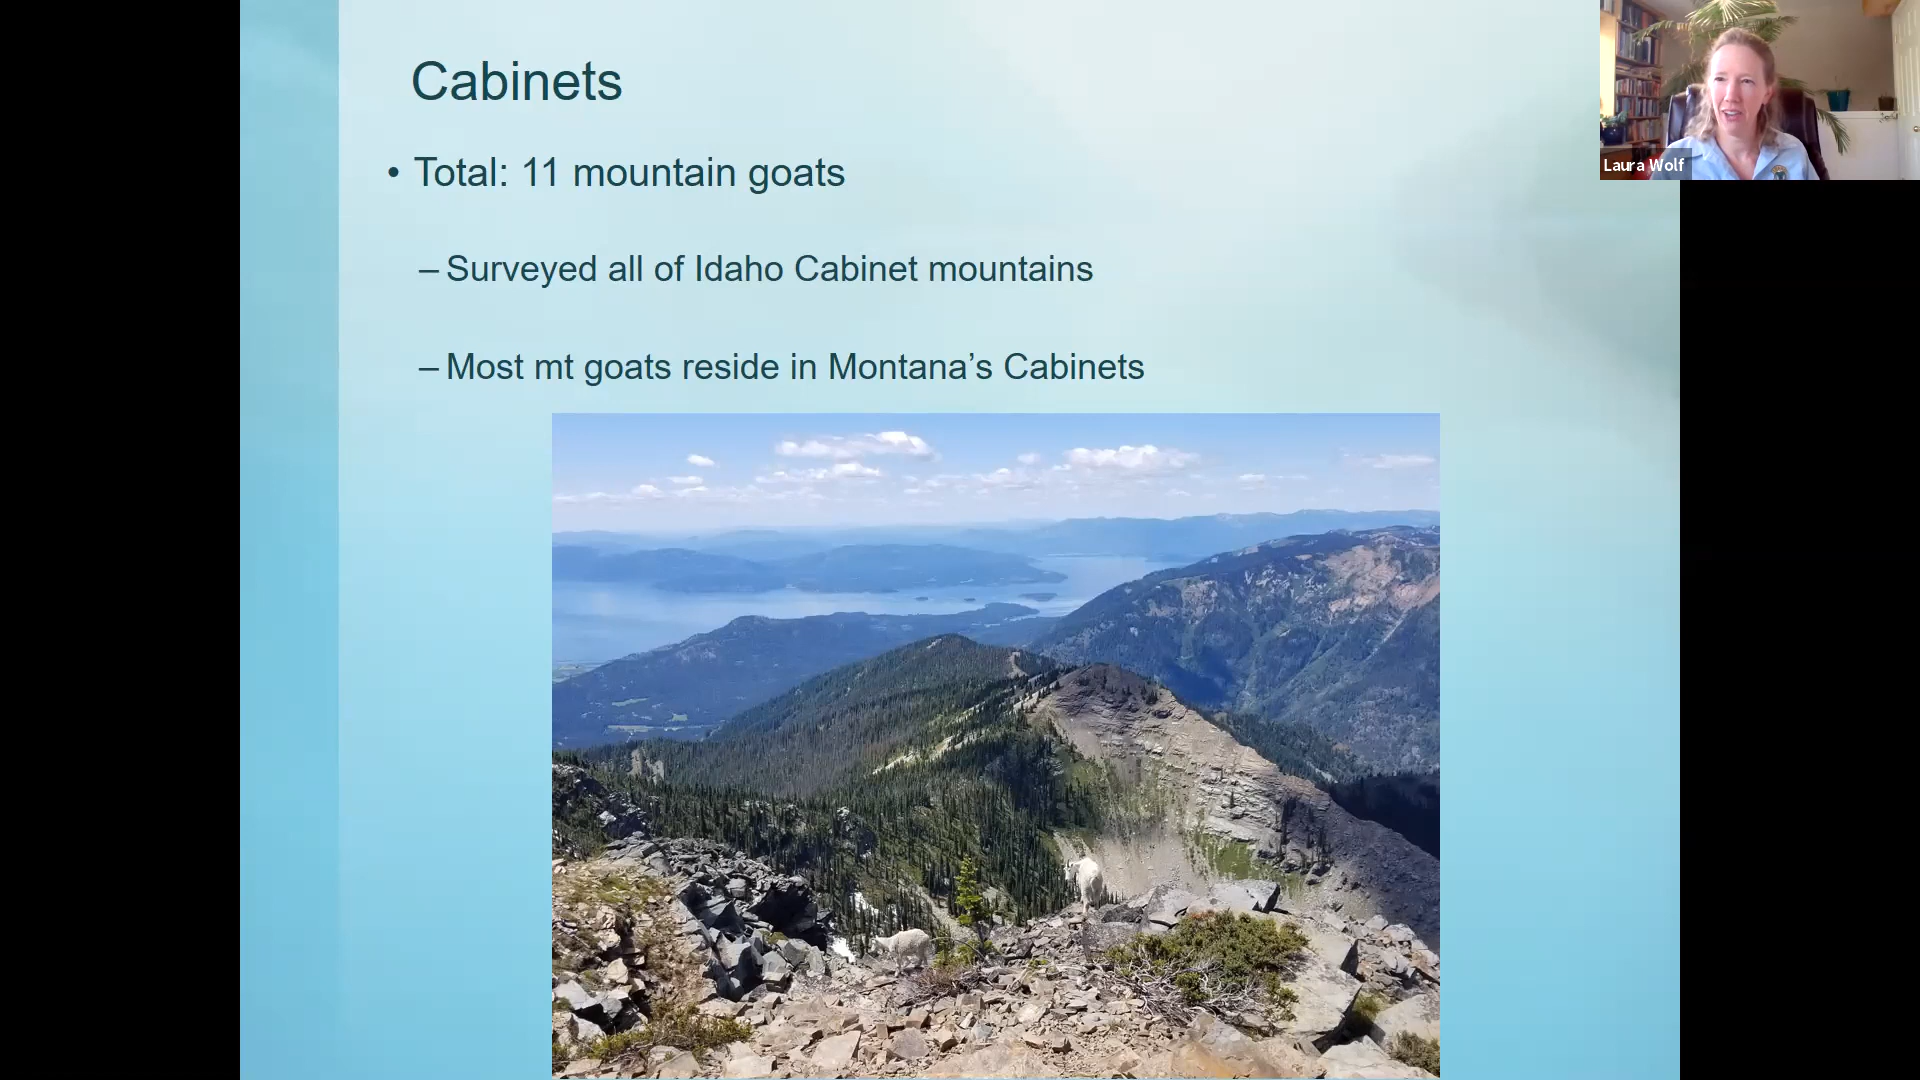 Cabinets
• Total: 11 mountain goats
– Surveyed all of Idaho Cabinet mountains
– Most mt goats reside in Montana’s Cabinets
Laura Wolf